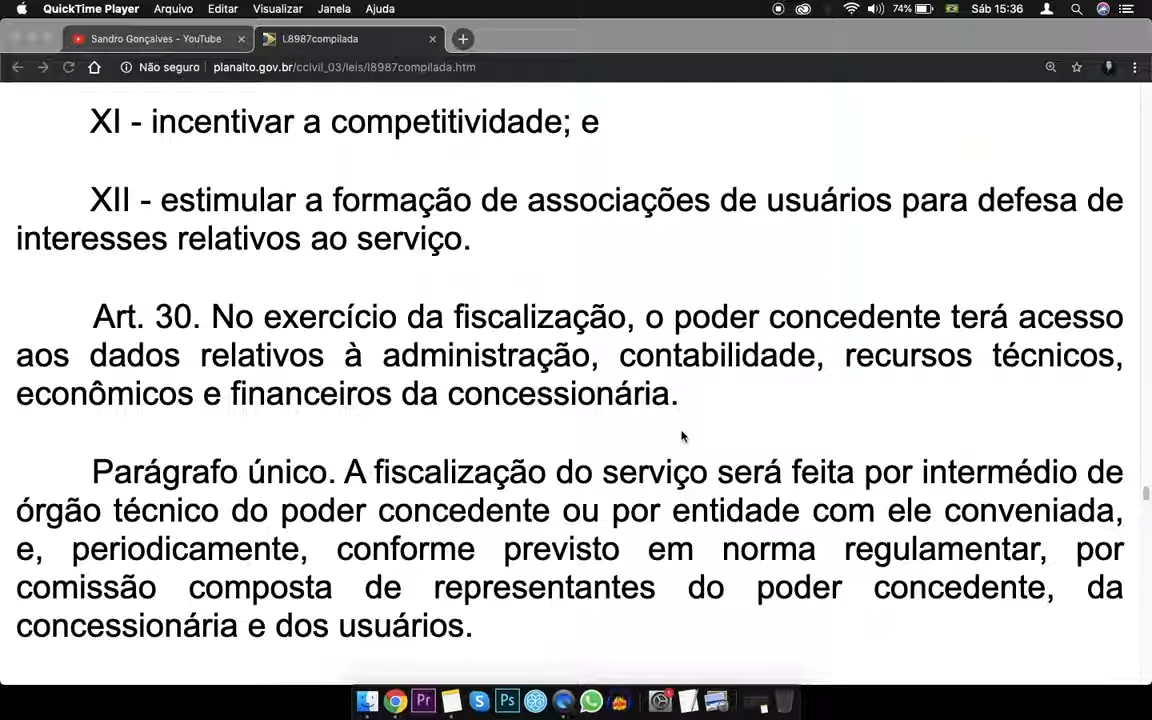 QuickTime Player Arquivo Editar Visualizar Janela Ajuda 74% Sáb 15:36
Sandro Gonçalves - YouTube L8987compilada
Não seguro planalto.gov.br/ccivil_03/leis/l8987compilada.htm
XI - incentivar a competitividade; e
XII - estimular a formação de associações de usuários para defesa de
interesses relativos ao serviço.
Art. 30. No exercício da fiscalização, o poder concedente terá acesso
aos dados relativos à administração, contabilidade, recursos técnicos,
econômicos e financeiros da concessionária.
Parágrafo único. A fiscalização do serviço será feita por intermédio de
órgão técnico do poder concedente ou por entidade com ele conveniada,
e, periodicamente, conforme previsto em norma regulamentar, por
comissão composta de representantes do poder concedente, da
concessionária e dos usuários.
Pr S Ps